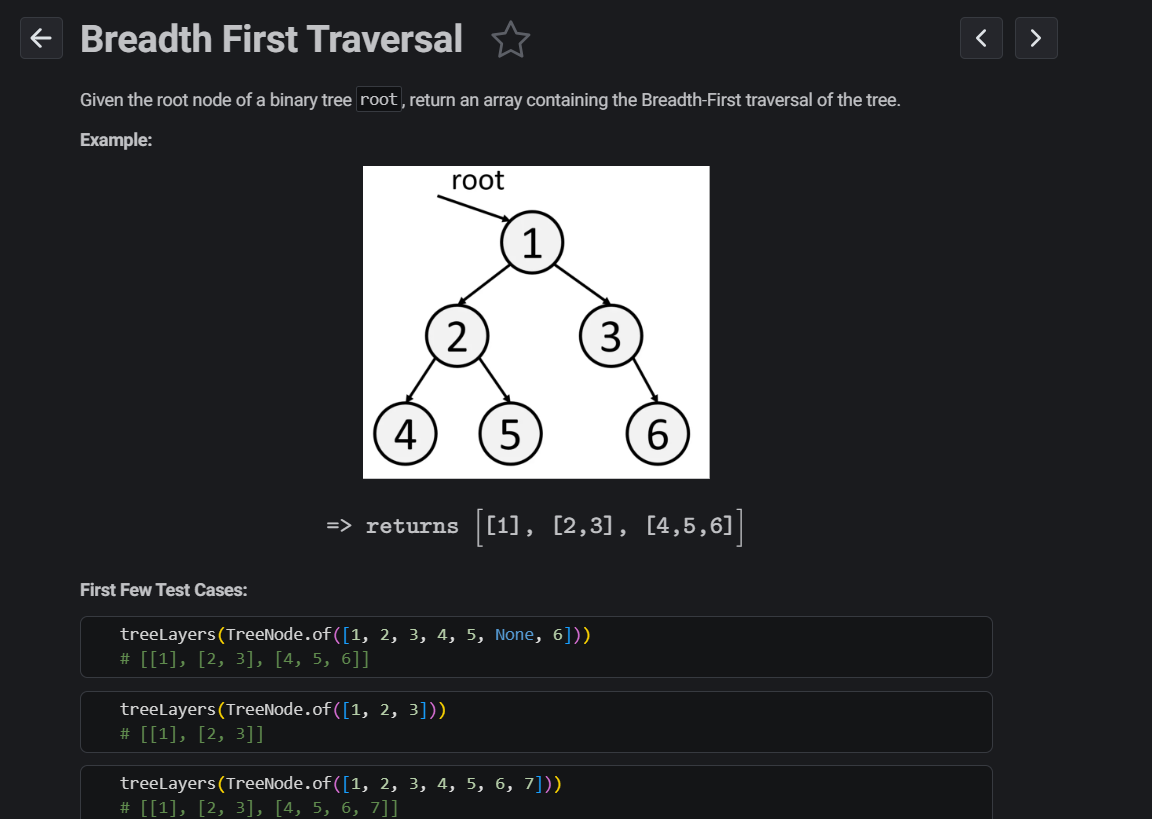 Breadth First Traversal
Given the root node of a binary tree root, return an array containing the Breadth-First traversal of the tree.
Example:
root
1
2 3
4 5 6
=> returns [[1], [2,3], [4,5,6]]
First Few Test Cases:
treeLayers(TreeNode.of([1, 2, 3, 4, 5, None, 6]))
# [[1], [2, 3], [4, 5, 6]]
treeLayers(TreeNode.of([1, 2, 3]))
# [[1], [2, 3]]
treeLayers(TreeNode.of([1, 2, 3, 4, 5, 6, 7]))
# [[1], [2, 3], [4, 5, 6, 7]]